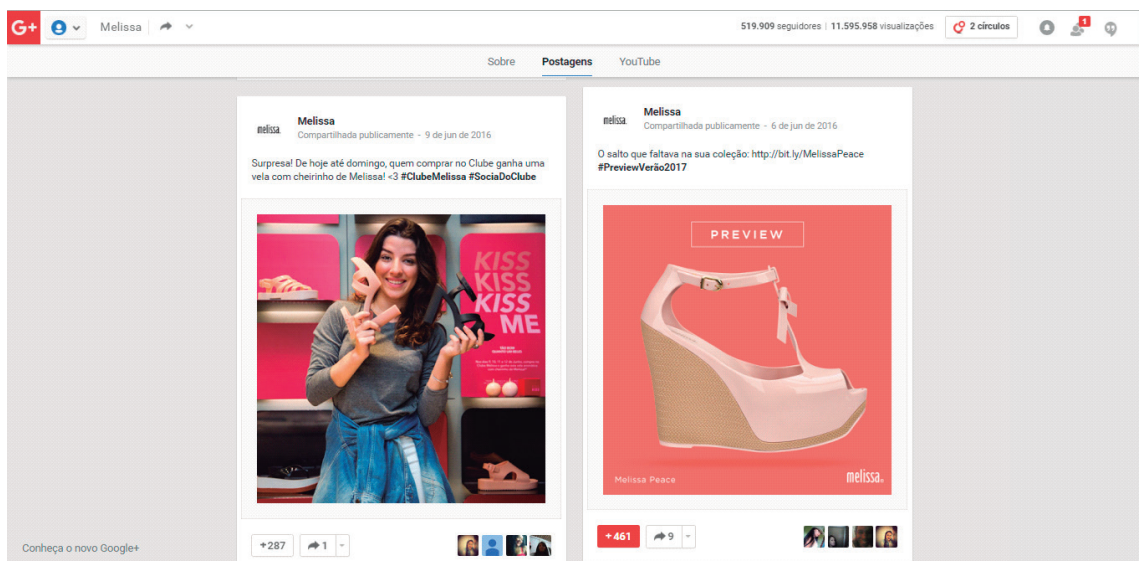 G+
Melissa
519.909 seguidores | 11.595.958 visualizações
2 círculos
1
Sobre
Postagens
YouTube
melissa
Melissa
Compartilhada publicamente - 9 de jun de 2016
Surpresa! De hoje até domingo, quem comprar no Clube ganha uma
vela com cheirinho de Melissa! <3 #ClubeMelissa #SociaDoClube
KISS
KISS
KISS
ME
+287
1
melissa
Melissa
Compartilhada publicamente - 6 de jun de 2016
O salto que faltava na sua coleção: http://bit.ly/MelissaPeace
#PreviewVerão2017
PREVIEW
Melissa Peace
melissa
+461
9
Conheça o novo Google+